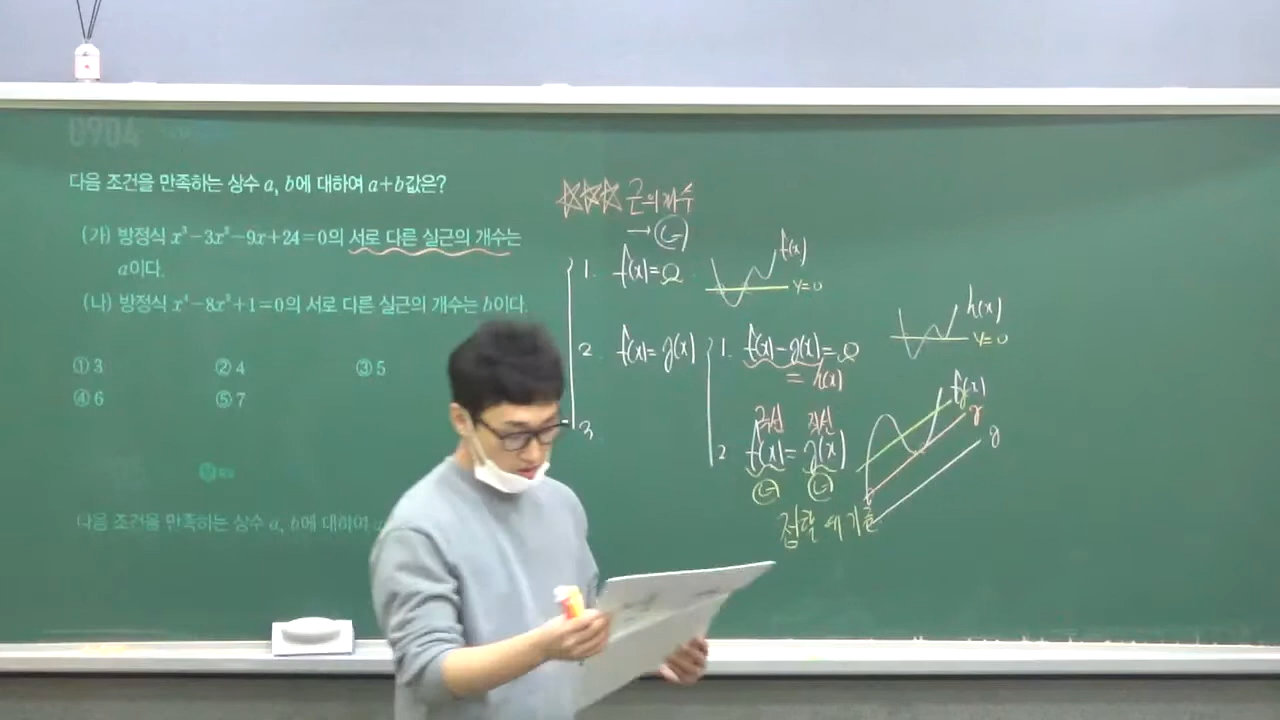 0904
다음 조건을 만족하는 상수 a, b에 대하여 a+b값은?
(가) 방정식 x³−3x²−9x+24=0의 서로 다른 실근의 개수는
a이다.
(나) 방정식 x⁴−8x²+1=0의 서로 다른 실근의 개수는 b이다.
① 3
② 4
③ 5
④ 6
⑤ 7
다음 조건을 만족하는 상수 a, b에 대하여 a
근의 개수
→ ㉠
1. f(x)=0
f(x)
y=0
2. f(x)=g(x)
1. f(x)−g(x)=0
= h(x)
h(x)
y=0
곡선 직선
2. f(x)= g(x)
f(x)
g
g
3